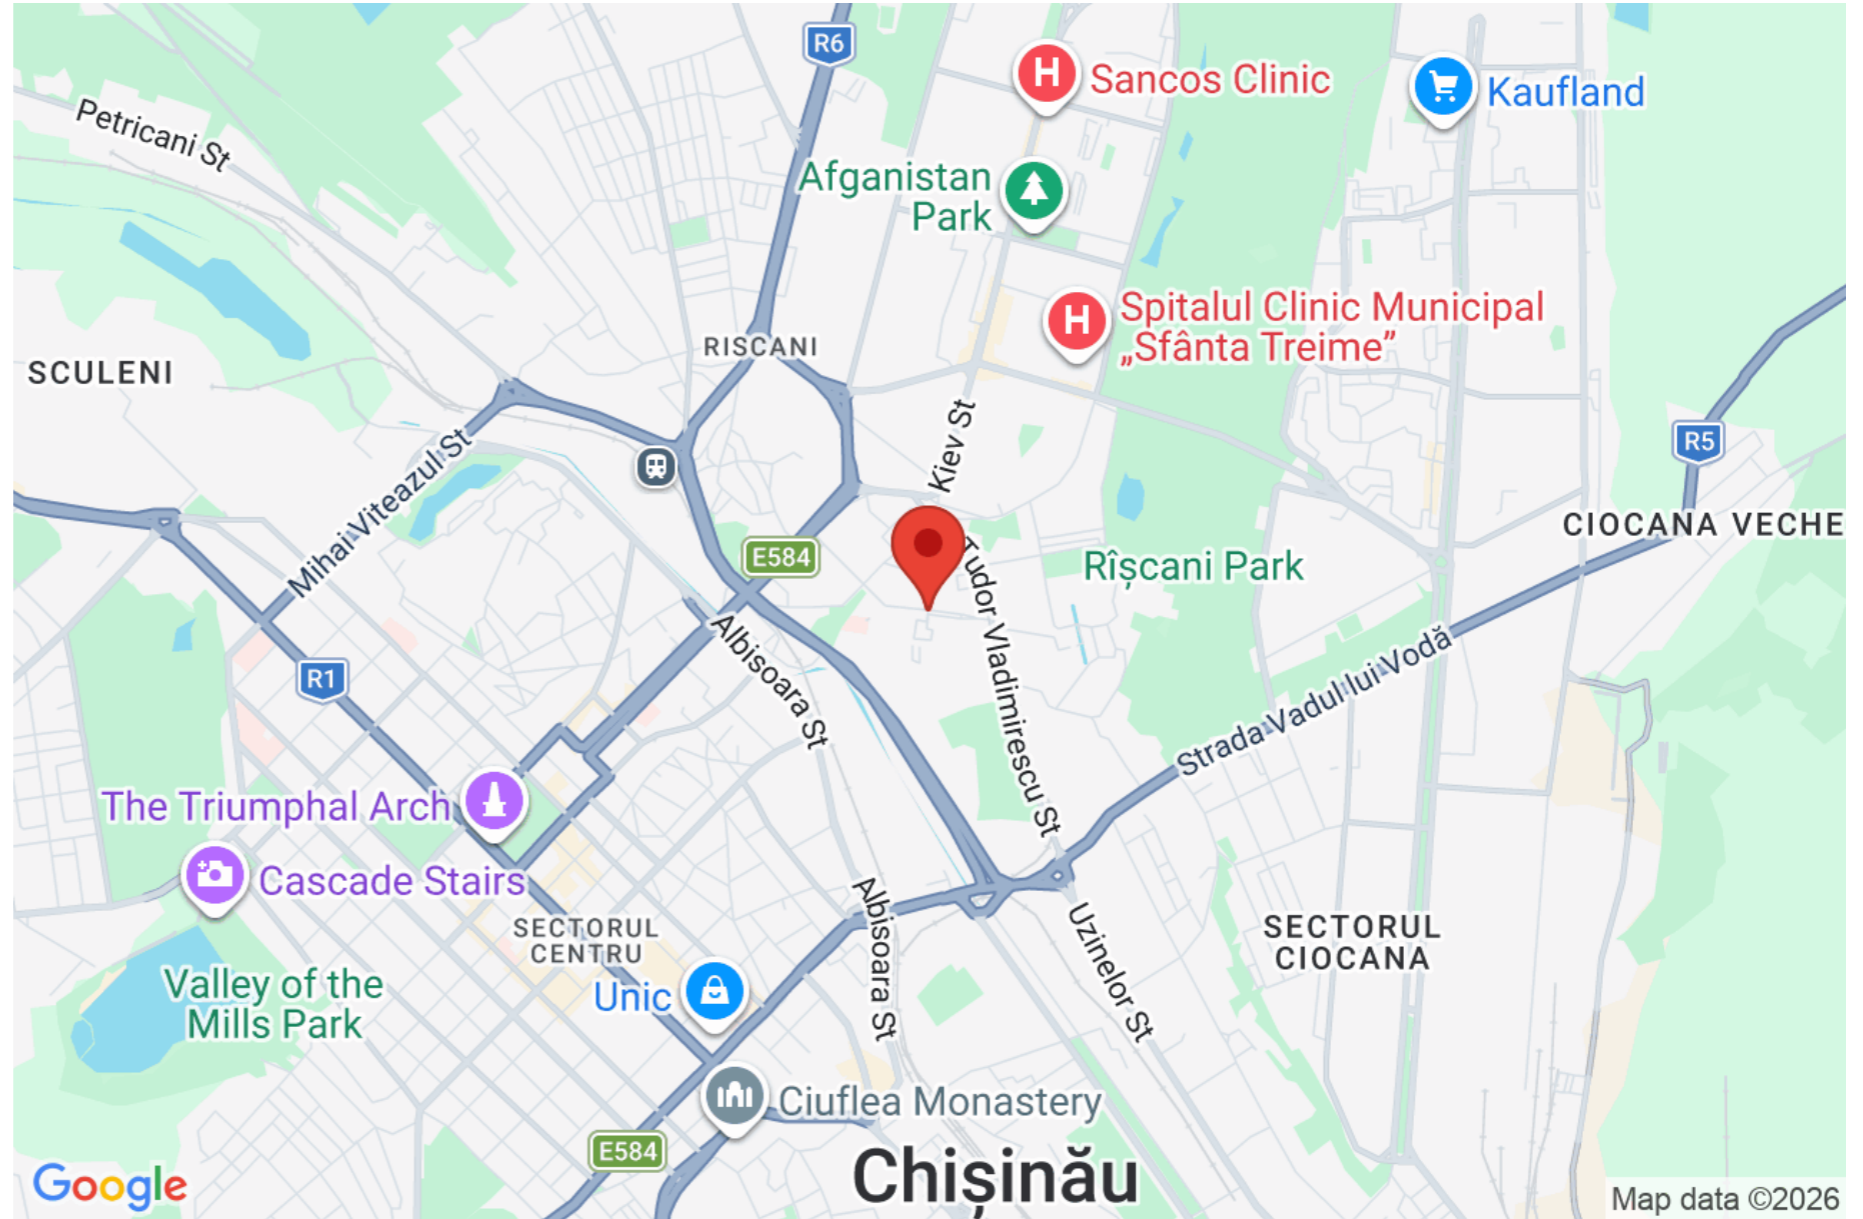 R6
Sancos Clinic
Kaufland
Petricani St
Afganistan
Park
Spitalul Clinic Municipal
„Sfânta Treime”
RISCANI
SCULENI
Kiev St
R5
Mihai Viteazul St
CIOCANA VECHE
E584
Tudor Vladimirescu St
Rîșcani Park
Albisoara St
R1
Strada Vadul lui Vodă
The Triumphal Arch
Cascade Stairs
Albisoara St
Uzinelor St
SECTORUL
CENTRU
SECTORUL
CIOCANA
Valley of the
Mills Park
Unic
Ciuflea Monastery
E584
Chișinău
Google
Map data ©2026